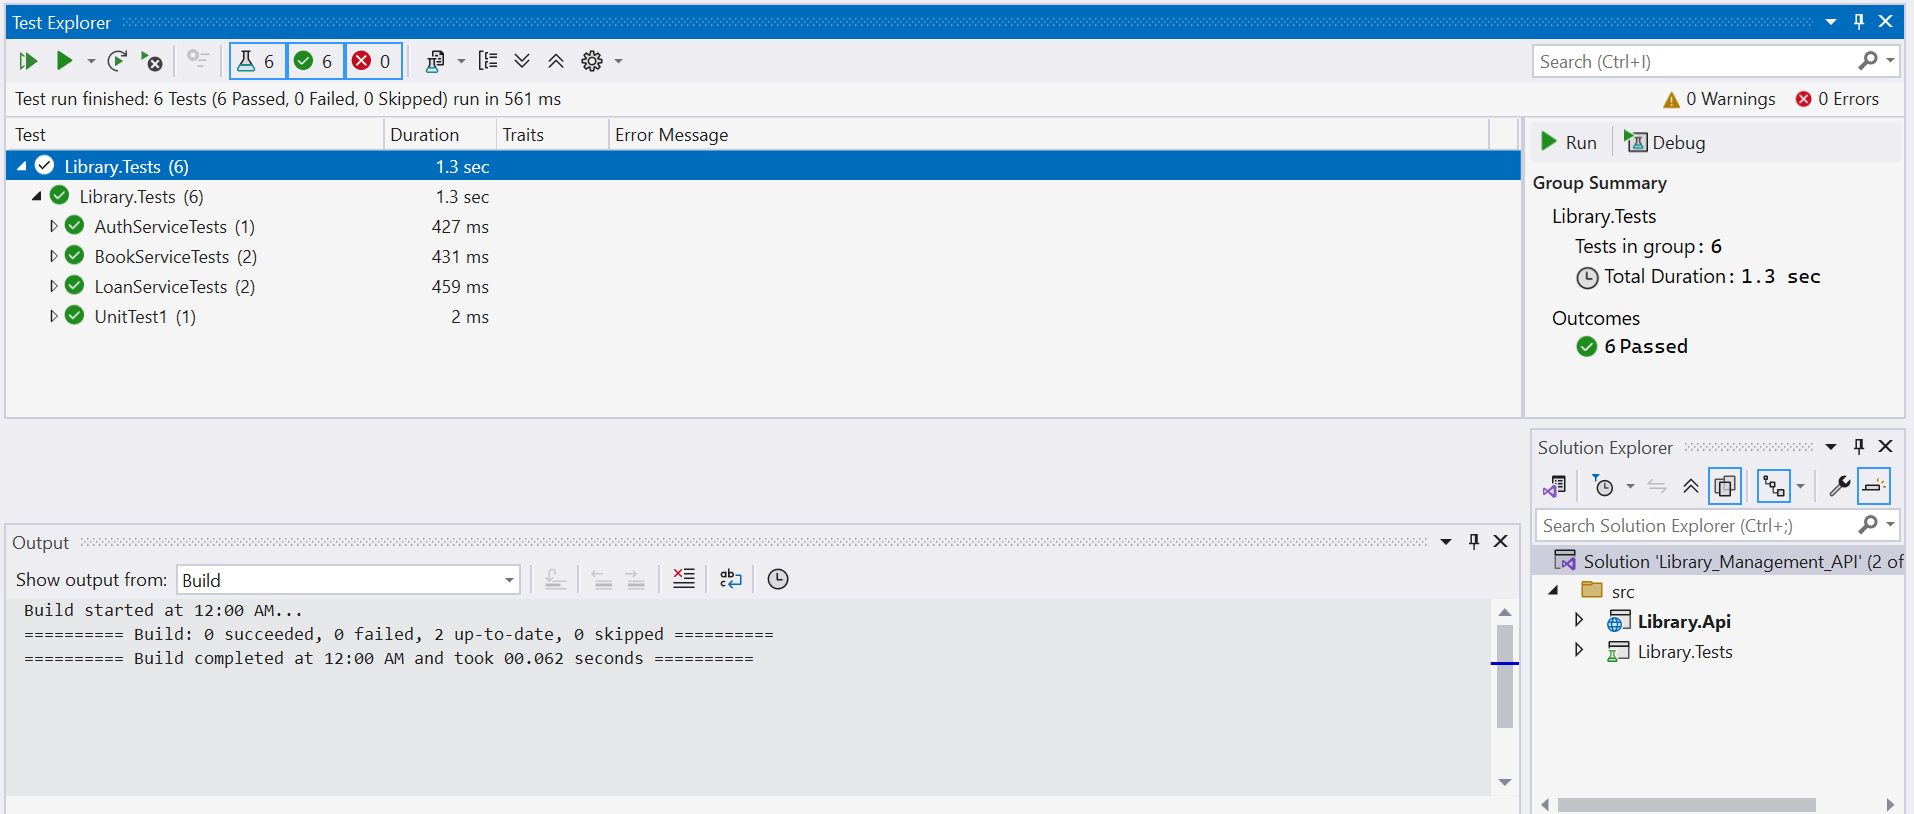 Test Explorer
6 6 0
Search (Ctrl+I)
Test run finished: 6 Tests (6 Passed, 0 Failed, 0 Skipped) run in 561 ms
0 Warnings 0 Errors
Test Duration Traits Error Message
Library.Tests (6) 1.3 sec
Library.Tests (6) 1.3 sec
AuthServiceTests (1) 427 ms
BookServiceTests (2) 431 ms
LoanServiceTests (2) 459 ms
UnitTest1 (1) 2 ms
Run Debug
Group Summary
Library.Tests
Tests in group: 6
Total Duration: 1.3 sec
Outcomes
6 Passed
Output
Show output from: Build
Build started at 12:00 AM...
========== Build: 0 succeeded, 0 failed, 2 up-to-date, 0 skipped ==========
========== Build completed at 12:00 AM and took 00.062 seconds ==========
Solution Explorer
Search Solution Explorer (Ctrl+;)
Solution 'Library_Management_API' (2 of
src
Library.Api
Library.Tests